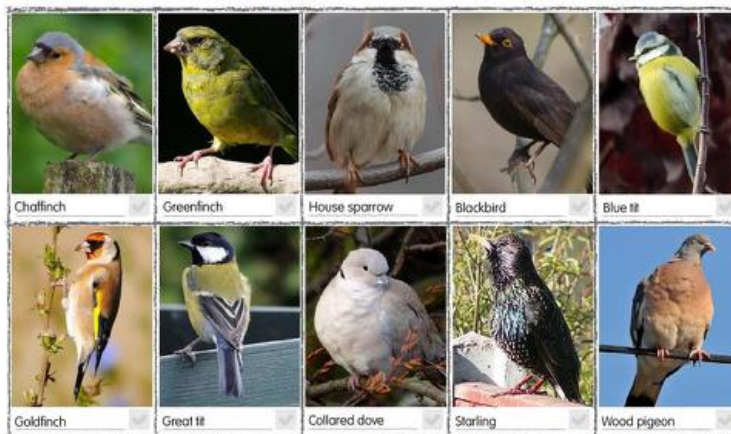 Chaffinch
Greenfinch
House sparrow
Blackbird
Blue tit
Goldfinch
Great tit
Collared dove
Starling
Wood pigeon